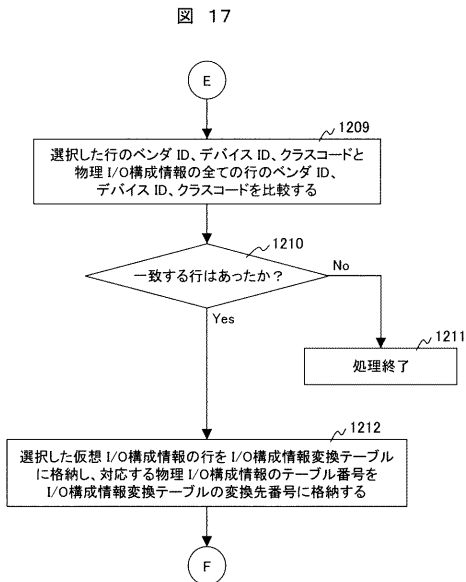 図 17
E
1209
選択した行のベンダ ID、デバイス ID、クラスコードと
物理 I/O構成情報の全ての行のベンダ ID、
デバイス ID、クラスコードを比較する
1210
一致する行はあったか？
No
Yes
1211
処理終了
1212
選択した仮想 I/O構成情報の行を I/O構成情報変換テーブル
に格納し、対応する物理 I/O構成情報のテーブル番号を
I/O構成情報変換テーブルの変換先番号に格納する
F